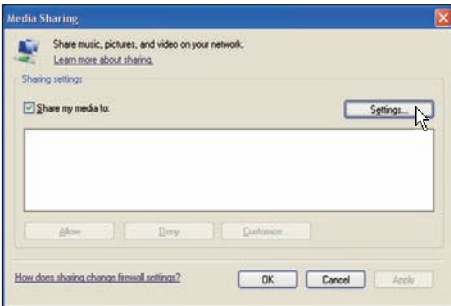 Media Sharing
Share music, pictures, and video on your network.
Learn more about sharing.
Sharing settings
Share my media to:
Settings...
Allow
Deny
Customize...
How does sharing change firewall settings?
OK
Cancel
Apply